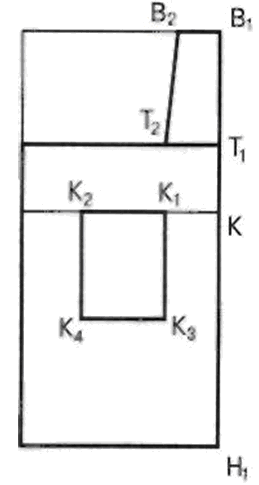 B₂ B₁
T₂
T₁
K₂ K₁
K
K₄ K₃
H₁